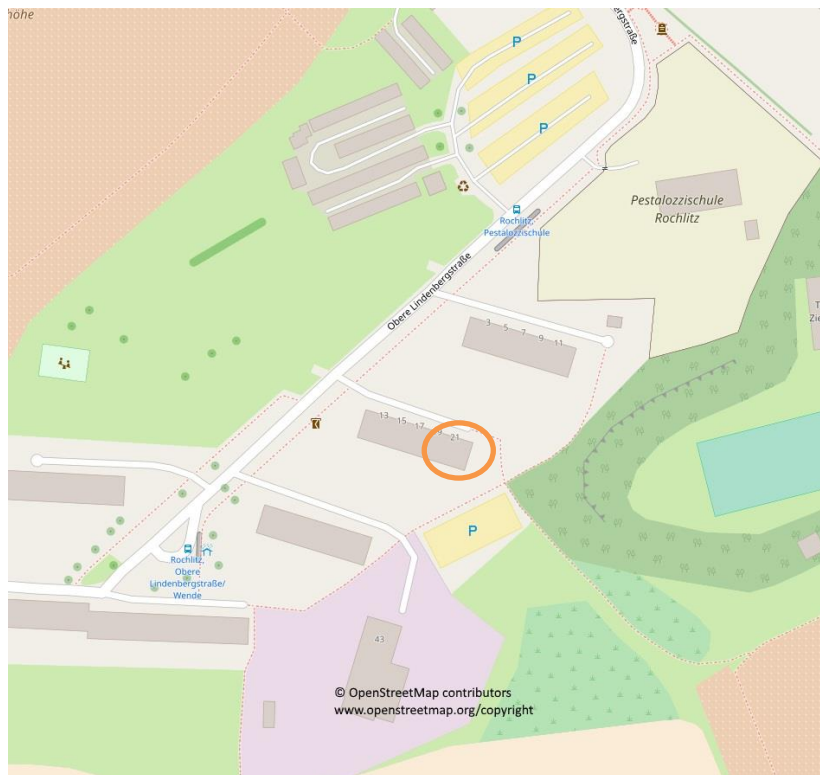 höhe
P
P
P
Obere Lindenbergstraße
Pestalozzischule
Rochlitz
Rochlitz,
Pestalozzischule
3 5 7 9 11
13 15 17 21
P
Rochlitz,
Obere
Lindenbergstraße/
Wende
43
© OpenStreetMap contributors
www.openstreetmap.org/copyright